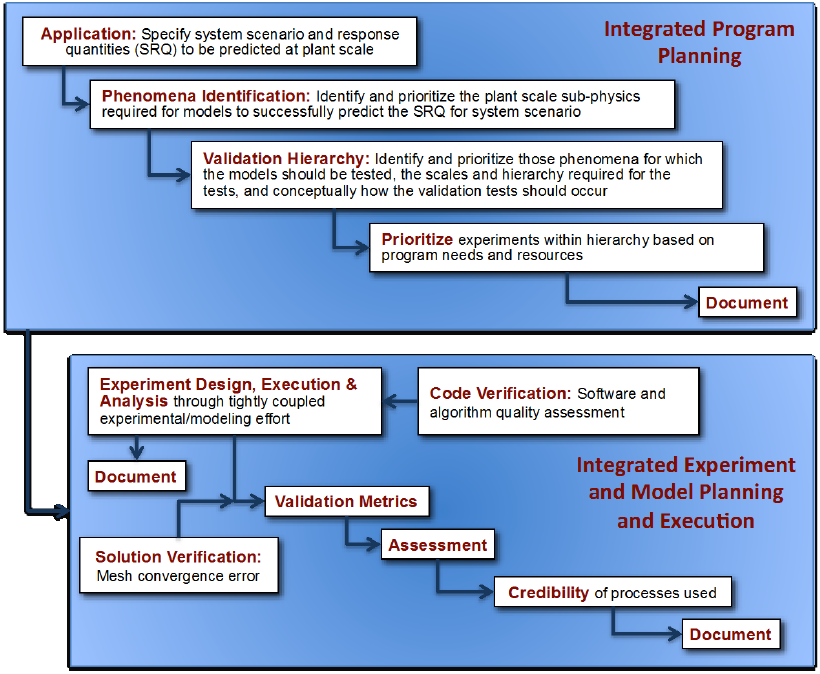 Integrated Program
Planning
Application: Specify system scenario and response
quantities (SRQ) to be predicted at plant scale
Phenomena Identification: Identify and prioritize the plant scale sub-physics
required for models to successfully predict the SRQ for system scenario
Validation Hierarchy: Identify and prioritize those phenomena for which
the models should be tested, the scales and hierarchy required for the
tests, and conceptually how the validation tests should occur
Prioritize experiments within hierarchy based on
program needs and resources
Document
Experiment Design, Execution &
Analysis through tightly coupled
experimental/modeling effort
Code Verification: Software and
algorithm quality assessment
Integrated Experiment
and Model Planning
and Execution
Document
Validation Metrics
Solution Verification:
Mesh convergence error
Assessment
Credibility of processes used
Document